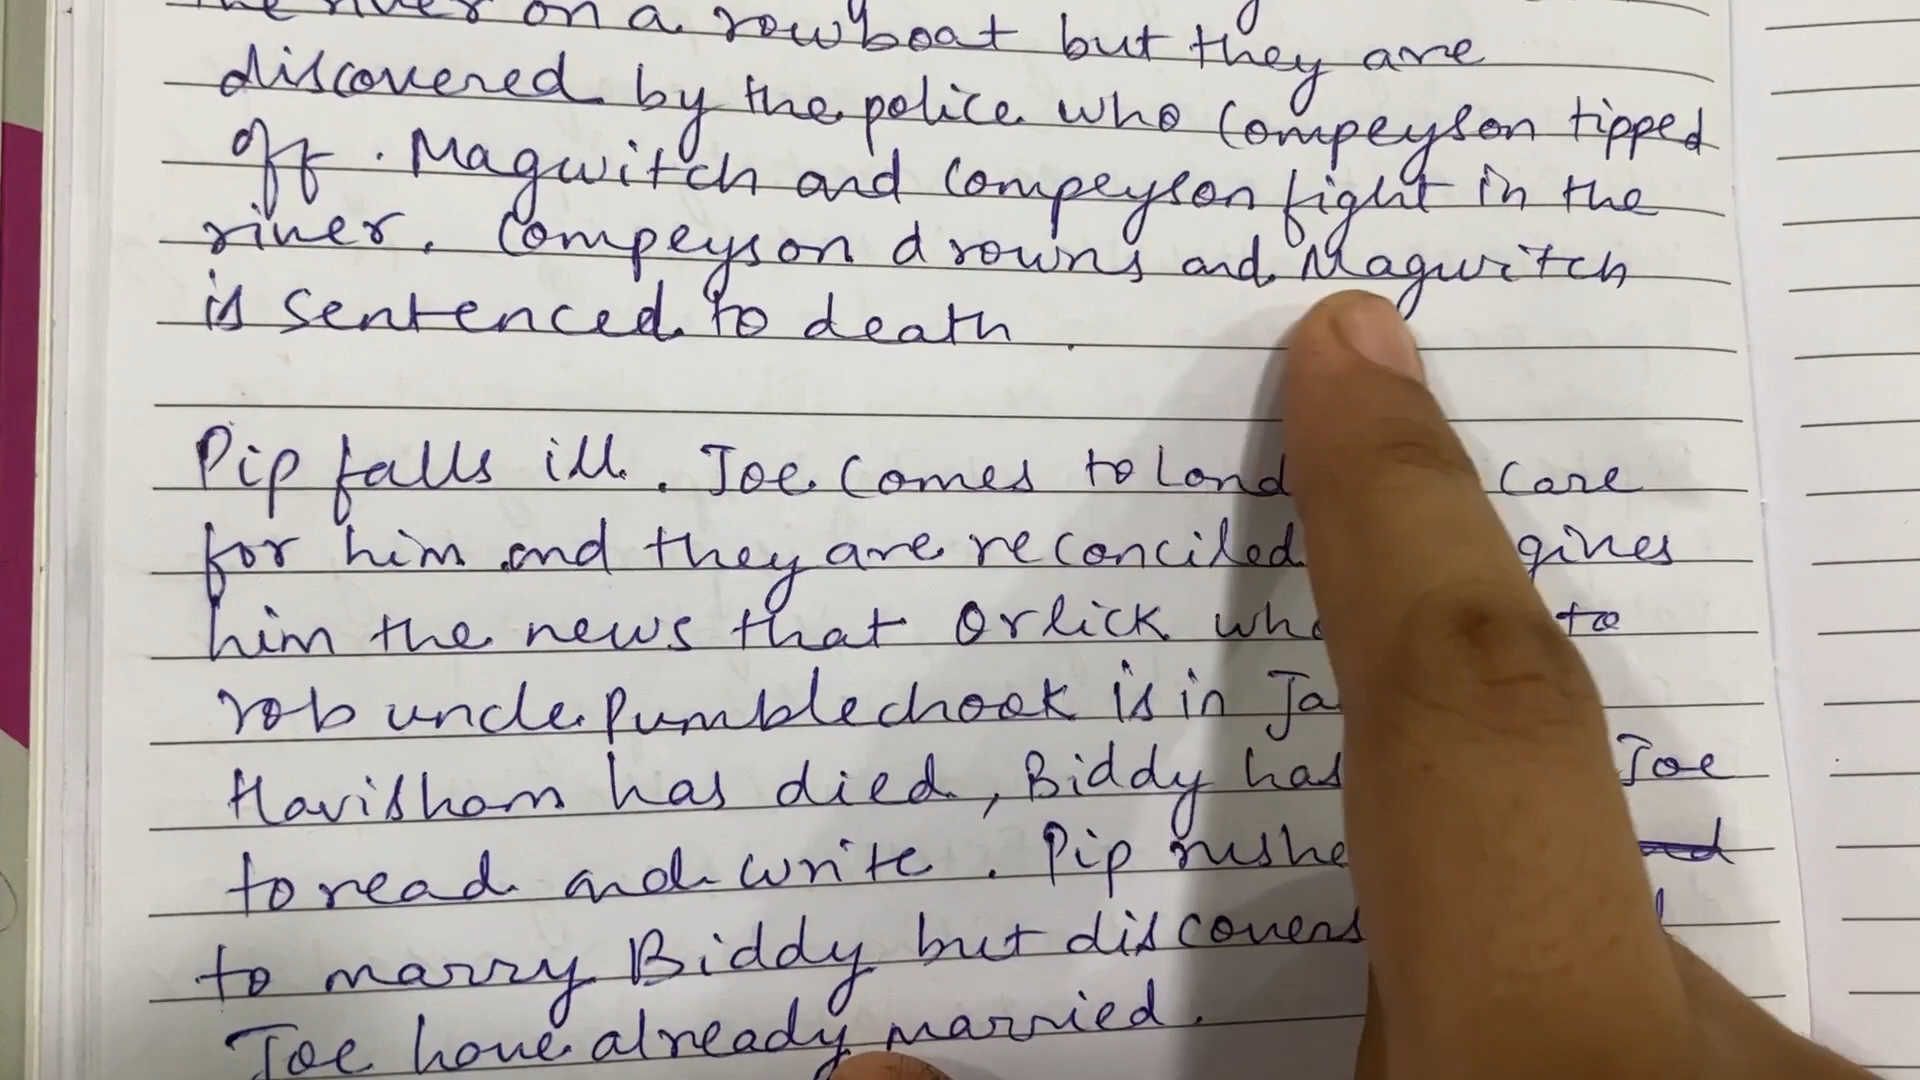 river on a rowboat but they are
discovered by the police who Compeyson tipped
off. Magwitch and Compeyson fight in the
river. Compeyson drowns and Magwitch
is sentenced to death.
Pip falls ill. Joe comes to Lond care
for him and they are reconciled gives
him the news that Orlick to
rob uncle Pumblechook is in Ja
Havisham has died, Biddy has Joe
to read and write. Pip rushe
to marry Biddy but discovers
Joe have already married.